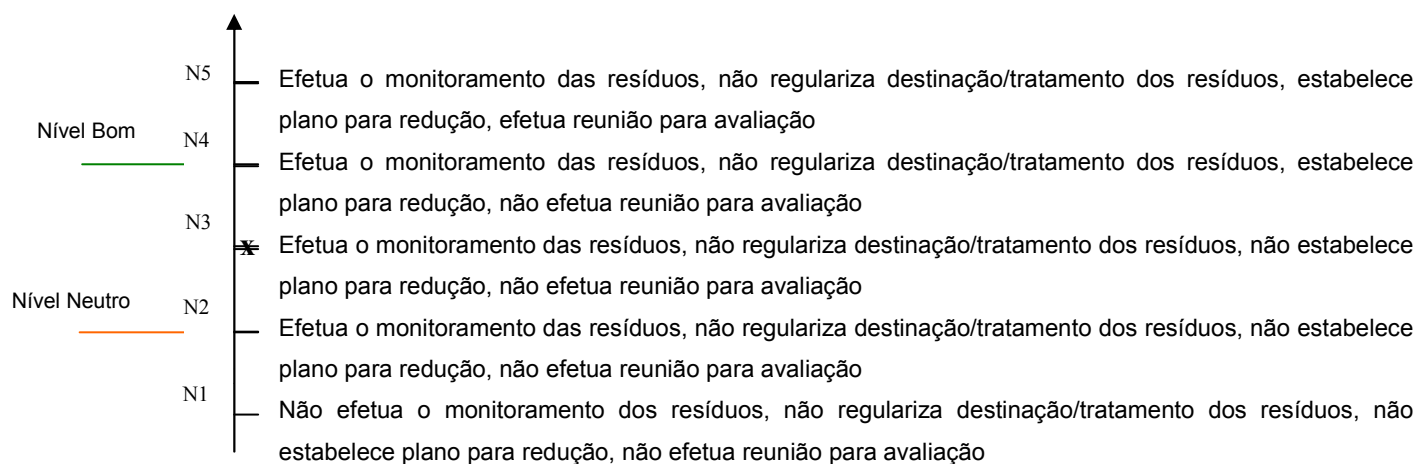 N5 Efetua o monitoramento das resíduos, não regulariza destinação/tratamento dos resíduos, estabelece
plano para redução, efetua reunião para avaliação
Nível Bom
N4 Efetua o monitoramento das resíduos, não regulariza destinação/tratamento dos resíduos, estabelece
plano para redução, não efetua reunião para avaliação
N3 x Efetua o monitoramento das resíduos, não regulariza destinação/tratamento dos resíduos, não estabelece
plano para redução, não efetua reunião para avaliação
Nível Neutro
N2 Efetua o monitoramento das resíduos, não regulariza destinação/tratamento dos resíduos, não estabelece
plano para redução, não efetua reunião para avaliação
N1 Não efetua o monitoramento dos resíduos, não regulariza destinação/tratamento dos resíduos, não
estabelece plano para redução, não efetua reunião para avaliação